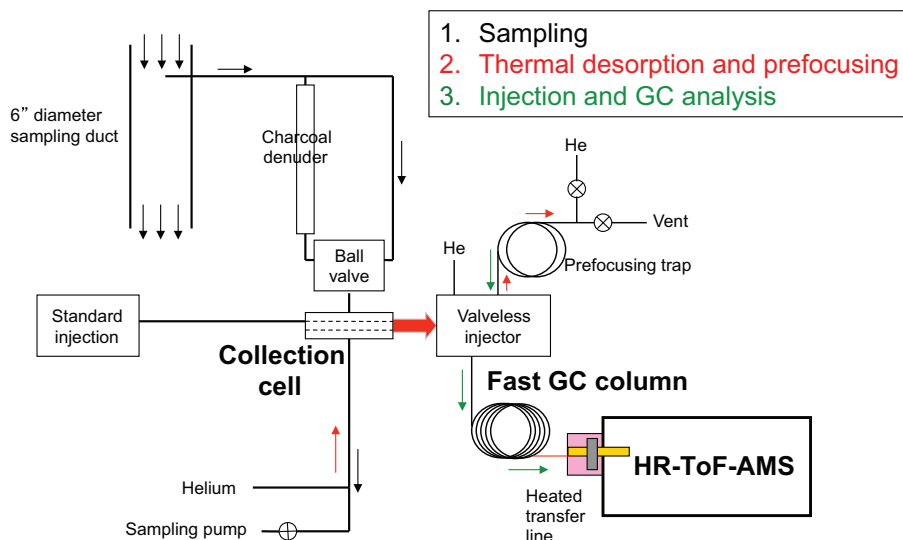 1. Sampling
2. Thermal desorption and prefocusing
3. Injection and GC analysis
6” diameter
sampling duct
Charcoal
denuder
He
Vent
Ball
valve
He
Prefocusing trap
Standard
injection
Valveless
injector
Collection
cell
Fast GC column
HR-ToF-AMS
Helium
Heated
transfer
line
Sampling pump